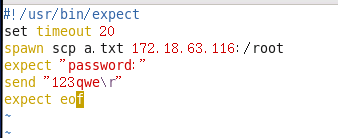 #!/usr/bin/expect
set timeout 20
spawn scp a.txt 172.18.63.116:/root
expect "password:"
send "123qwe\r"
expect eof
~
~